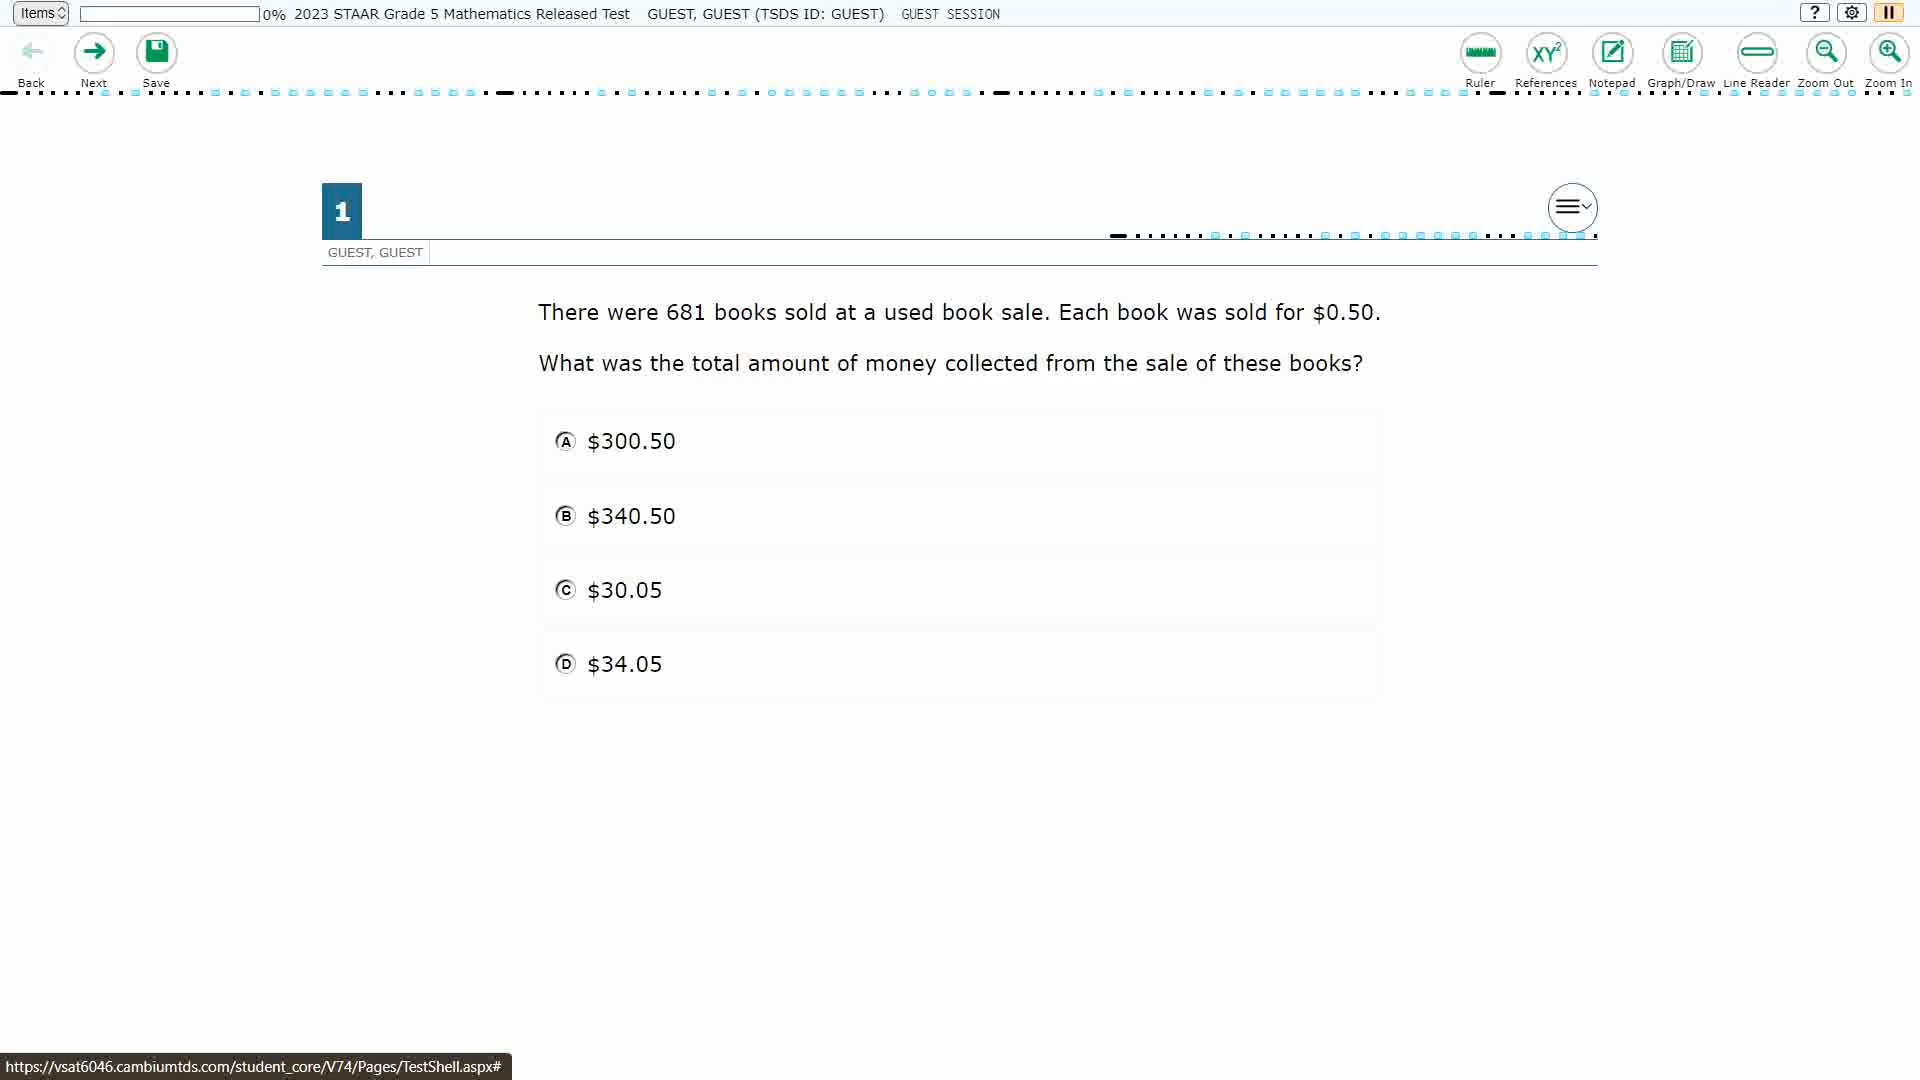 Items 0% 2023 STAAR Grade 5 Mathematics Released Test GUEST, GUEST (TSDS ID: GUEST) GUEST SESSION ?
Back Next Save Ruler XY² References Notepad Graph/Draw Line Reader Zoom Out Zoom In
1
GUEST, GUEST
There were 681 books sold at a used book sale. Each book was sold for $0.50.
What was the total amount of money collected from the sale of these books?
A $300.50
B $340.50
C $30.05
D $34.05
https://vsat6046.cambiumtds.com/student_core/V74/Pages/TestShell.aspx#